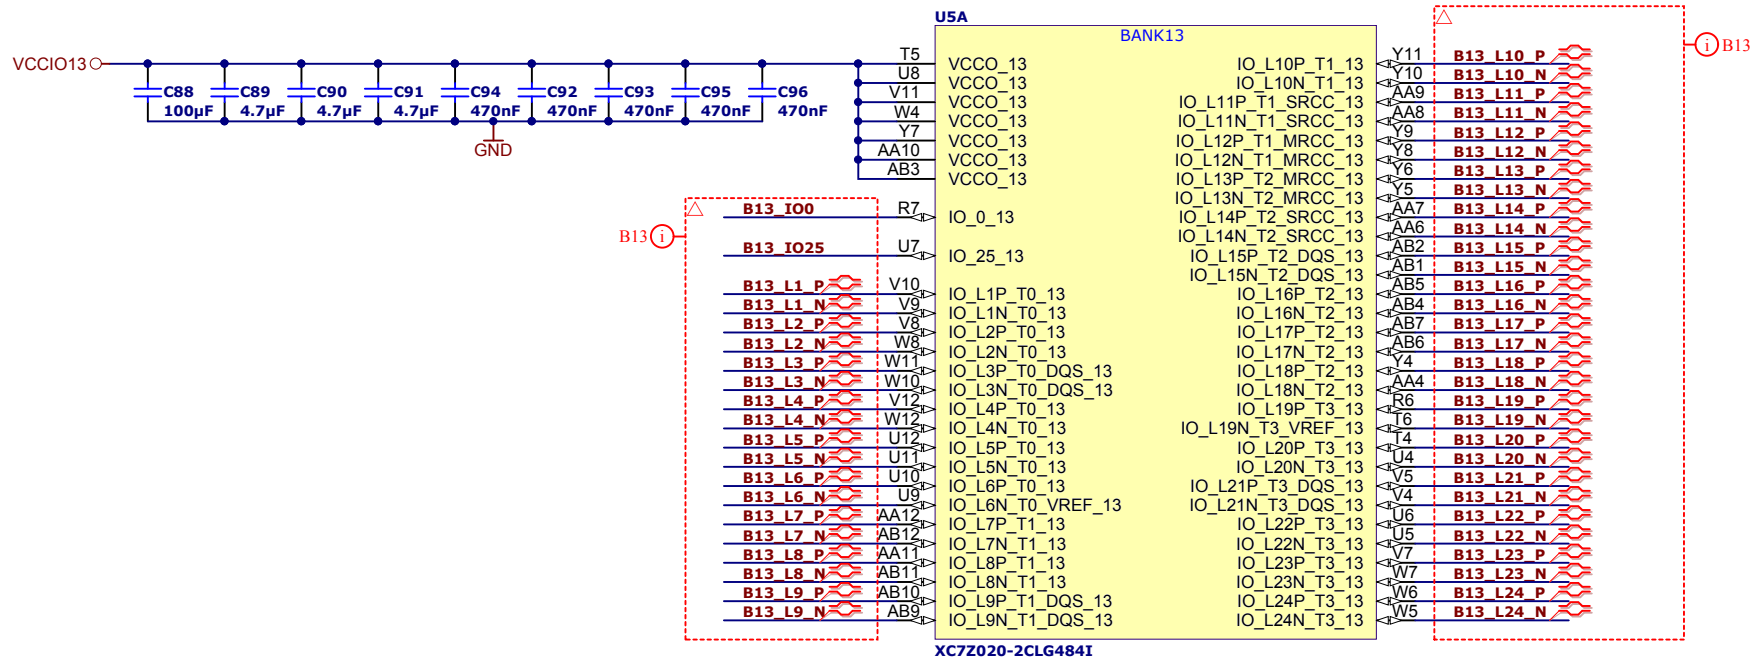 U5A
BANK13
VCCIO13
C88 100µF
C89 4.7µF
C90 4.7µF
C91 4.7µF
C94 470nF
C92 470nF
C93 470nF
C95 470nF
C96 470nF
GND
T5 VCCO_13
U8 VCCO_13
V11 VCCO_13
W4 VCCO_13
Y7 VCCO_13
AA10 VCCO_13
AB3 VCCO_13
B13 i
B13_IO0 R7 IO_0_13
B13_IO25 U7 IO_25_13
B13_L1_P V10 IO_L1P_T0_13
B13_L1_N V9 IO_L1N_T0_13
B13_L2_P V8 IO_L2P_T0_13
B13_L2_N W8 IO_L2N_T0_13
B13_L3_P W11 IO_L3P_T0_DQS_13
B13_L3_N W10 IO_L3N_T0_DQS_13
B13_L4_P V12 IO_L4P_T0_13
B13_L4_N W12 IO_L4N_T0_13
B13_L5_P U12 IO_L5P_T0_13
B13_L5_N U11 IO_L5N_T0_13
B13_L6_P U10 IO_L6P_T0_13
B13_L6_N U9 IO_L6N_T0_VREF_13
B13_L7_P AA12 IO_L7P_T1_13
B13_L7_N AB12 IO_L7N_T1_13
B13_L8_P AA11 IO_L8P_T1_13
B13_L8_N AB11 IO_L8N_T1_13
B13_L9_P AB10 IO_L9P_T1_DQS_13
B13_L9_N AB9 IO_L9N_T1_DQS_13
IO_L10P_T1_13 Y11 B13_L10_P
IO_L10N_T1_13 Y10 B13_L10_N
IO_L11P_T1_SRCC_13 AA9 B13_L11_P
IO_L11N_T1_SRCC_13 AA8 B13_L11_N
IO_L12P_T1_MRCC_13 Y9 B13_L12_P
IO_L12N_T1_MRCC_13 Y8 B13_L12_N
IO_L13P_T2_MRCC_13 Y6 B13_L13_P
IO_L13N_T2_MRCC_13 Y5 B13_L13_N
IO_L14P_T2_SRCC_13 AA7 B13_L14_P
IO_L14N_T2_SRCC_13 AA6 B13_L14_N
IO_L15P_T2_DQS_13 AB2 B13_L15_P
IO_L15N_T2_DQS_13 AB1 B13_L15_N
IO_L16P_T2_13 AB5 B13_L16_P
IO_L16N_T2_13 AB4 B13_L16_N
IO_L17P_T2_13 AB7 B13_L17_P
IO_L17N_T2_13 AB6 B13_L17_N
IO_L18P_T2_13 Y4 B13_L18_P
IO_L18N_T2_13 AA4 B13_L18_N
IO_L19P_T3_13 R6 B13_L19_P
IO_L19N_T3_VREF_13 T6 B13_L19_N
IO_L20P_T3_13 T4 B13_L20_P
IO_L20N_T3_13 U4 B13_L20_N
IO_L21P_T3_DQS_13 V5 B13_L21_P
IO_L21N_T3_DQS_13 V4 B13_L21_N
IO_L22P_T3_13 U6 B13_L22_P
IO_L22N_T3_13 U5 B13_L22_N
IO_L23P_T3_13 V7 B13_L23_P
IO_L23N_T3_13 W7 B13_L23_N
IO_L24P_T3_13 W6 B13_L24_P
IO_L24N_T3_13 W5 B13_L24_N
i B13
XC7Z020-2CLG484I